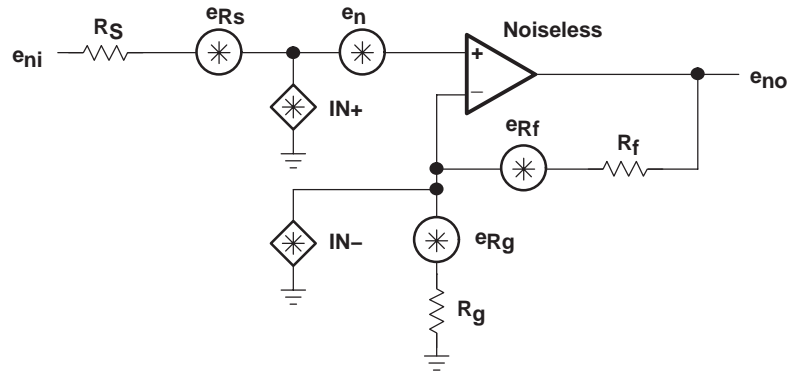 eRs
en
Noiseless
RS
eni
+
IN+
−
eno
eRf
Rf
IN−
eRg
Rg